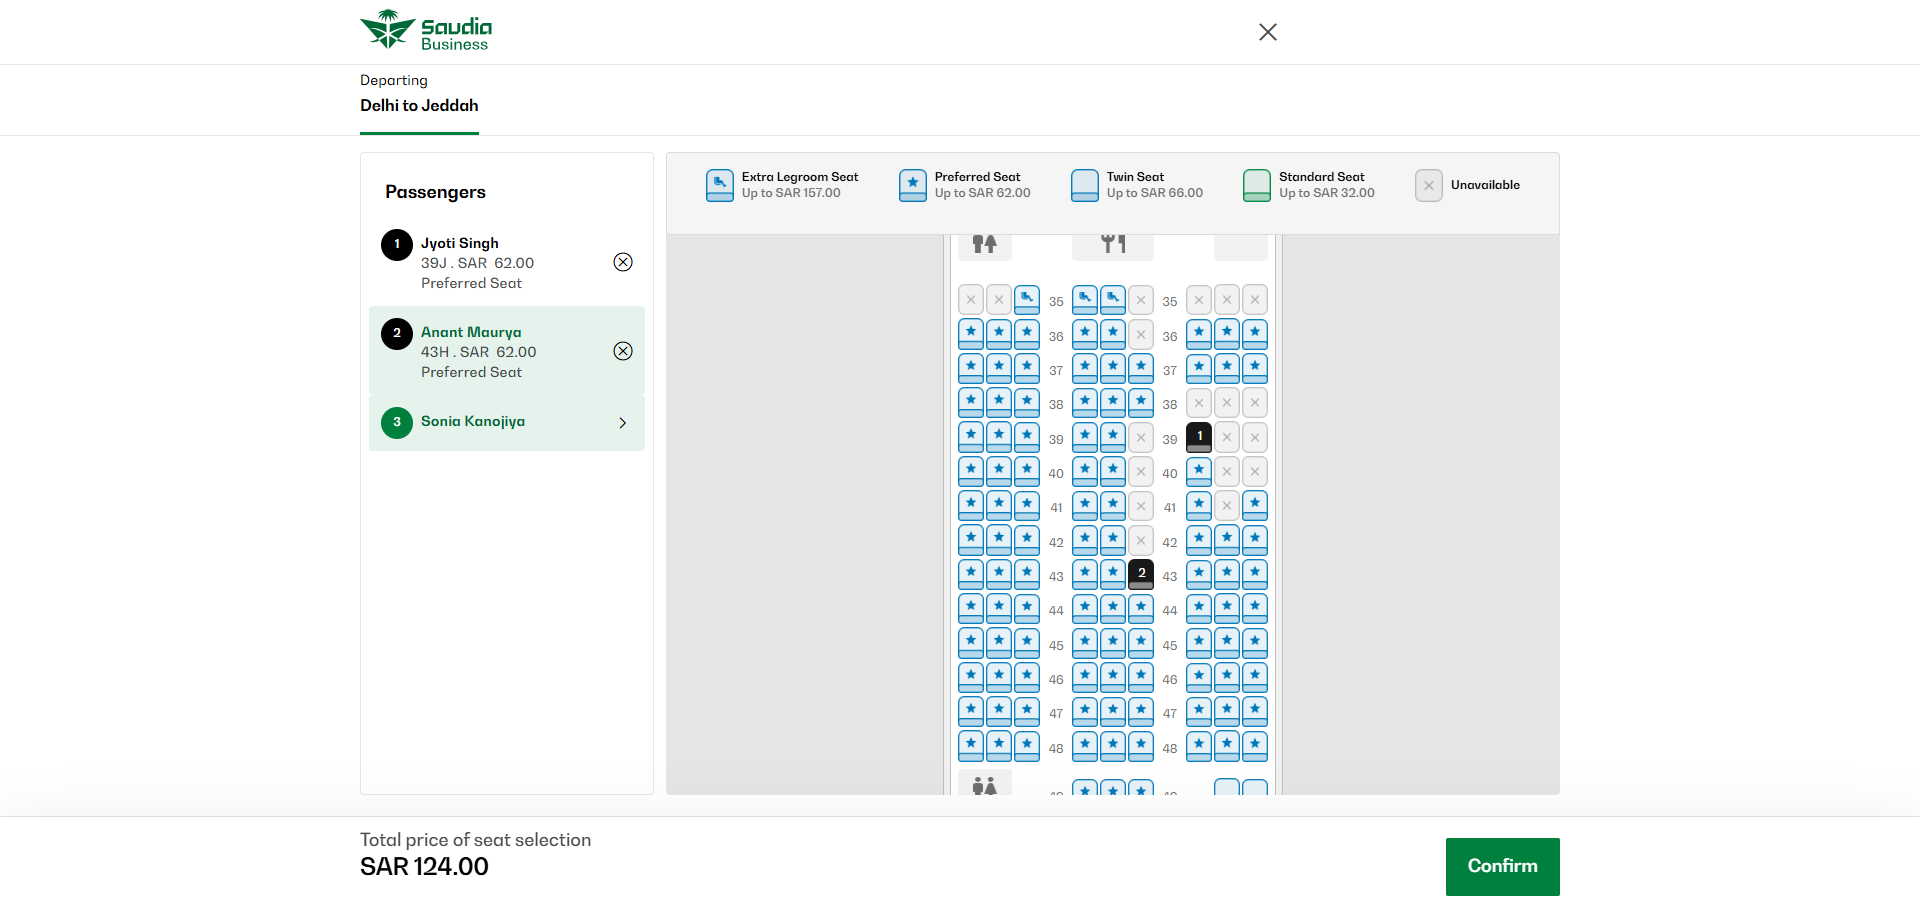 Saudia
Business
Departing
Delhi to Jeddah
Passengers
1
Jyoti Singh
39J . SAR 62.00
Preferred Seat
2
Anant Maurya
43H . SAR 62.00
Preferred Seat
3
Sonia Kanojiya
Extra Legroom Seat
Up to SAR 157.00
Preferred Seat
Up to SAR 62.00
Twin Seat
Up to SAR 66.00
Standard Seat
Up to SAR 32.00
Unavailable
35 35
36 36
37 37
38 38
39 39 1
40 40
41 41
42 42
43 2 43
44 44
45 45
46 46
47 47
48 48
Total price of seat selection
SAR 124.00
Confirm